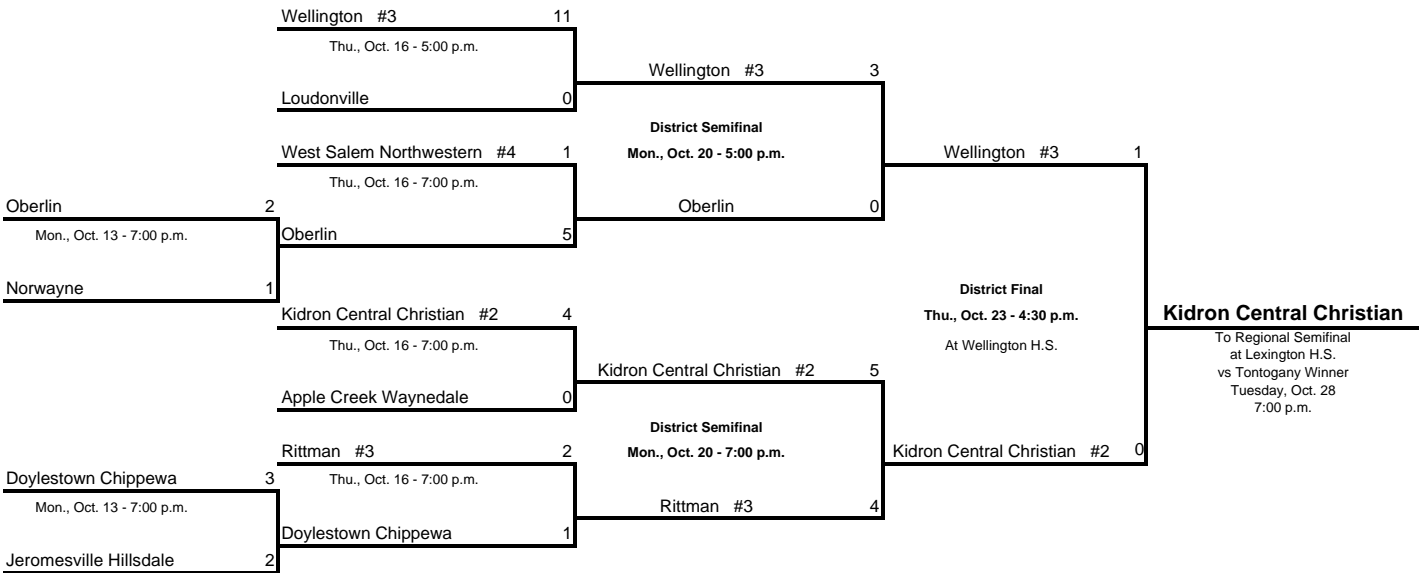 Wellington #3 11
Thu., Oct. 16 - 5:00 p.m.
Loudonville 0
West Salem Northwestern #4 1
Thu., Oct. 16 - 7:00 p.m.
Oberlin 5
Oberlin 2
Mon., Oct. 13 - 7:00 p.m.
Norwayne 1
Kidron Central Christian #2 4
Thu., Oct. 16 - 7:00 p.m.
Apple Creek Waynedale 0
Rittman #3 2
Thu., Oct. 16 - 7:00 p.m.
Doylestown Chippewa 1
Doylestown Chippewa 3
Mon., Oct. 13 - 7:00 p.m.
Jeromesville Hillsdale 2
Wellington #3 3
District Semifinal
Mon., Oct. 20 - 5:00 p.m.
Oberlin 0
Kidron Central Christian #2 5
District Semifinal
Mon., Oct. 20 - 7:00 p.m.
Rittman #3 4
Wellington #3 1
District Final
Thu., Oct. 23 - 4:30 p.m.
At Wellington H.S.
Kidron Central Christian #2 0
Kidron Central Christian
To Regional Semifinal
at Lexington H.S.
vs Tontogany Winner
Tuesday, Oct. 28
7:00 p.m.